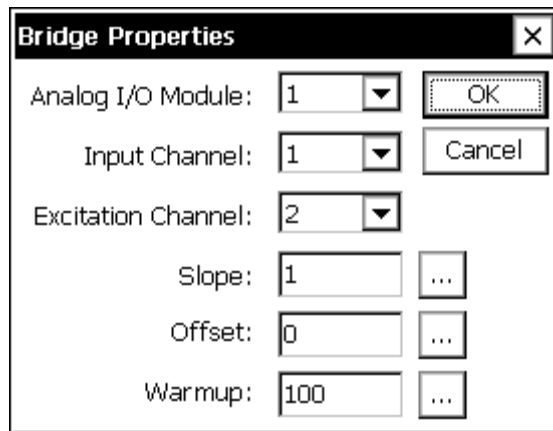 Bridge Properties
Analog I/O Module: 1 OK
Input Channel: 1 Cancel
Excitation Channel: 2
Slope: 1 ...
Offset: 0 ...
Warmup: 100 ...